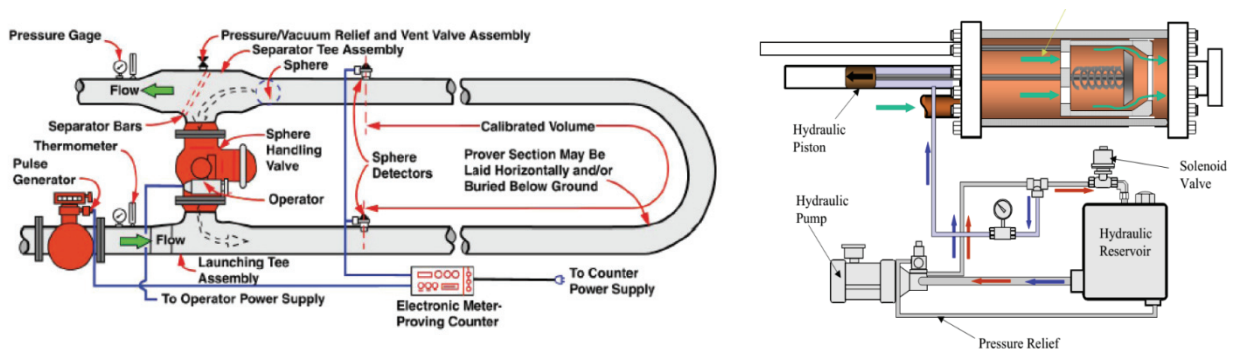 Pressure Gage
Pressure/Vacuum Relief and Vent Valve Assembly
Separator Tee Assembly
Sphere
Flow
Separator Bars
Thermometer
Pulse
Generator
Sphere
Handling
Valve
Operator
Sphere
Detectors
Calibrated Volume
Prover Section May Be
Laid Horizontally and/or
Buried Below Ground
Flow
Launching Tee
Assembly
To Operator Power Supply
Electronic Meter-
Proving Counter
To Counter
Power Supply
Hydraulic
Piston
Solenoid
Valve
Hydraulic
Pump
Hydraulic
Reservoir
Pressure Relief